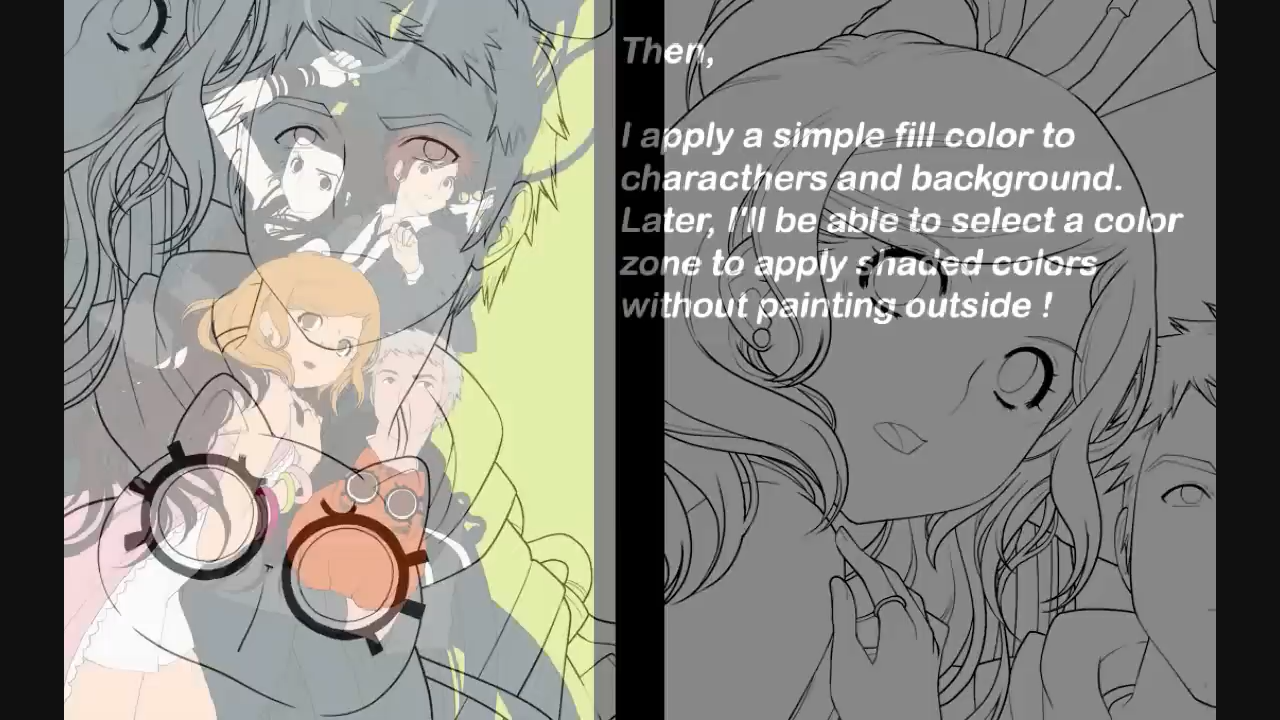 Then,
I apply a simple fill color to
characthers and background.
Later, I'll be able to select a color
zone to apply shaded colors
without painting outside !